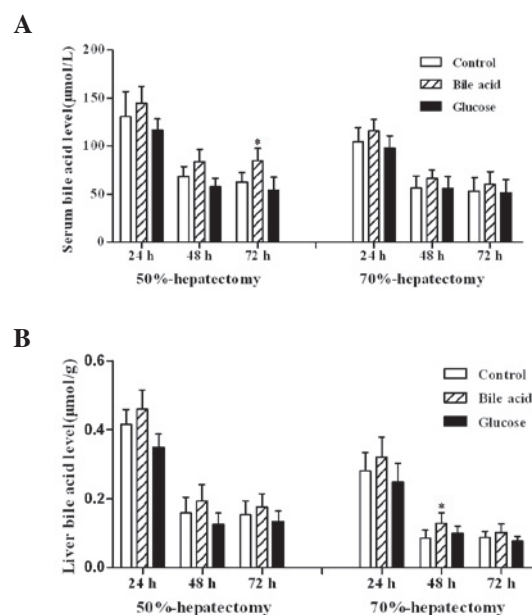 A
Serum bile acid level(μmol/L)
200
150
100
50
0
Control
Bile acid
Glucose
*
24 h 48 h 72 h 24 h 48 h 72 h
50%-hepatectomy 70%-hepatectomy
B
Liver bile acid level(μmol/g)
0.6
0.4
0.2
0.0
Control
Bile acid
Glucose
*
24 h 48 h 72 h 24 h 48 h 72 h
50%-hepatectomy 70%-hepatectomy